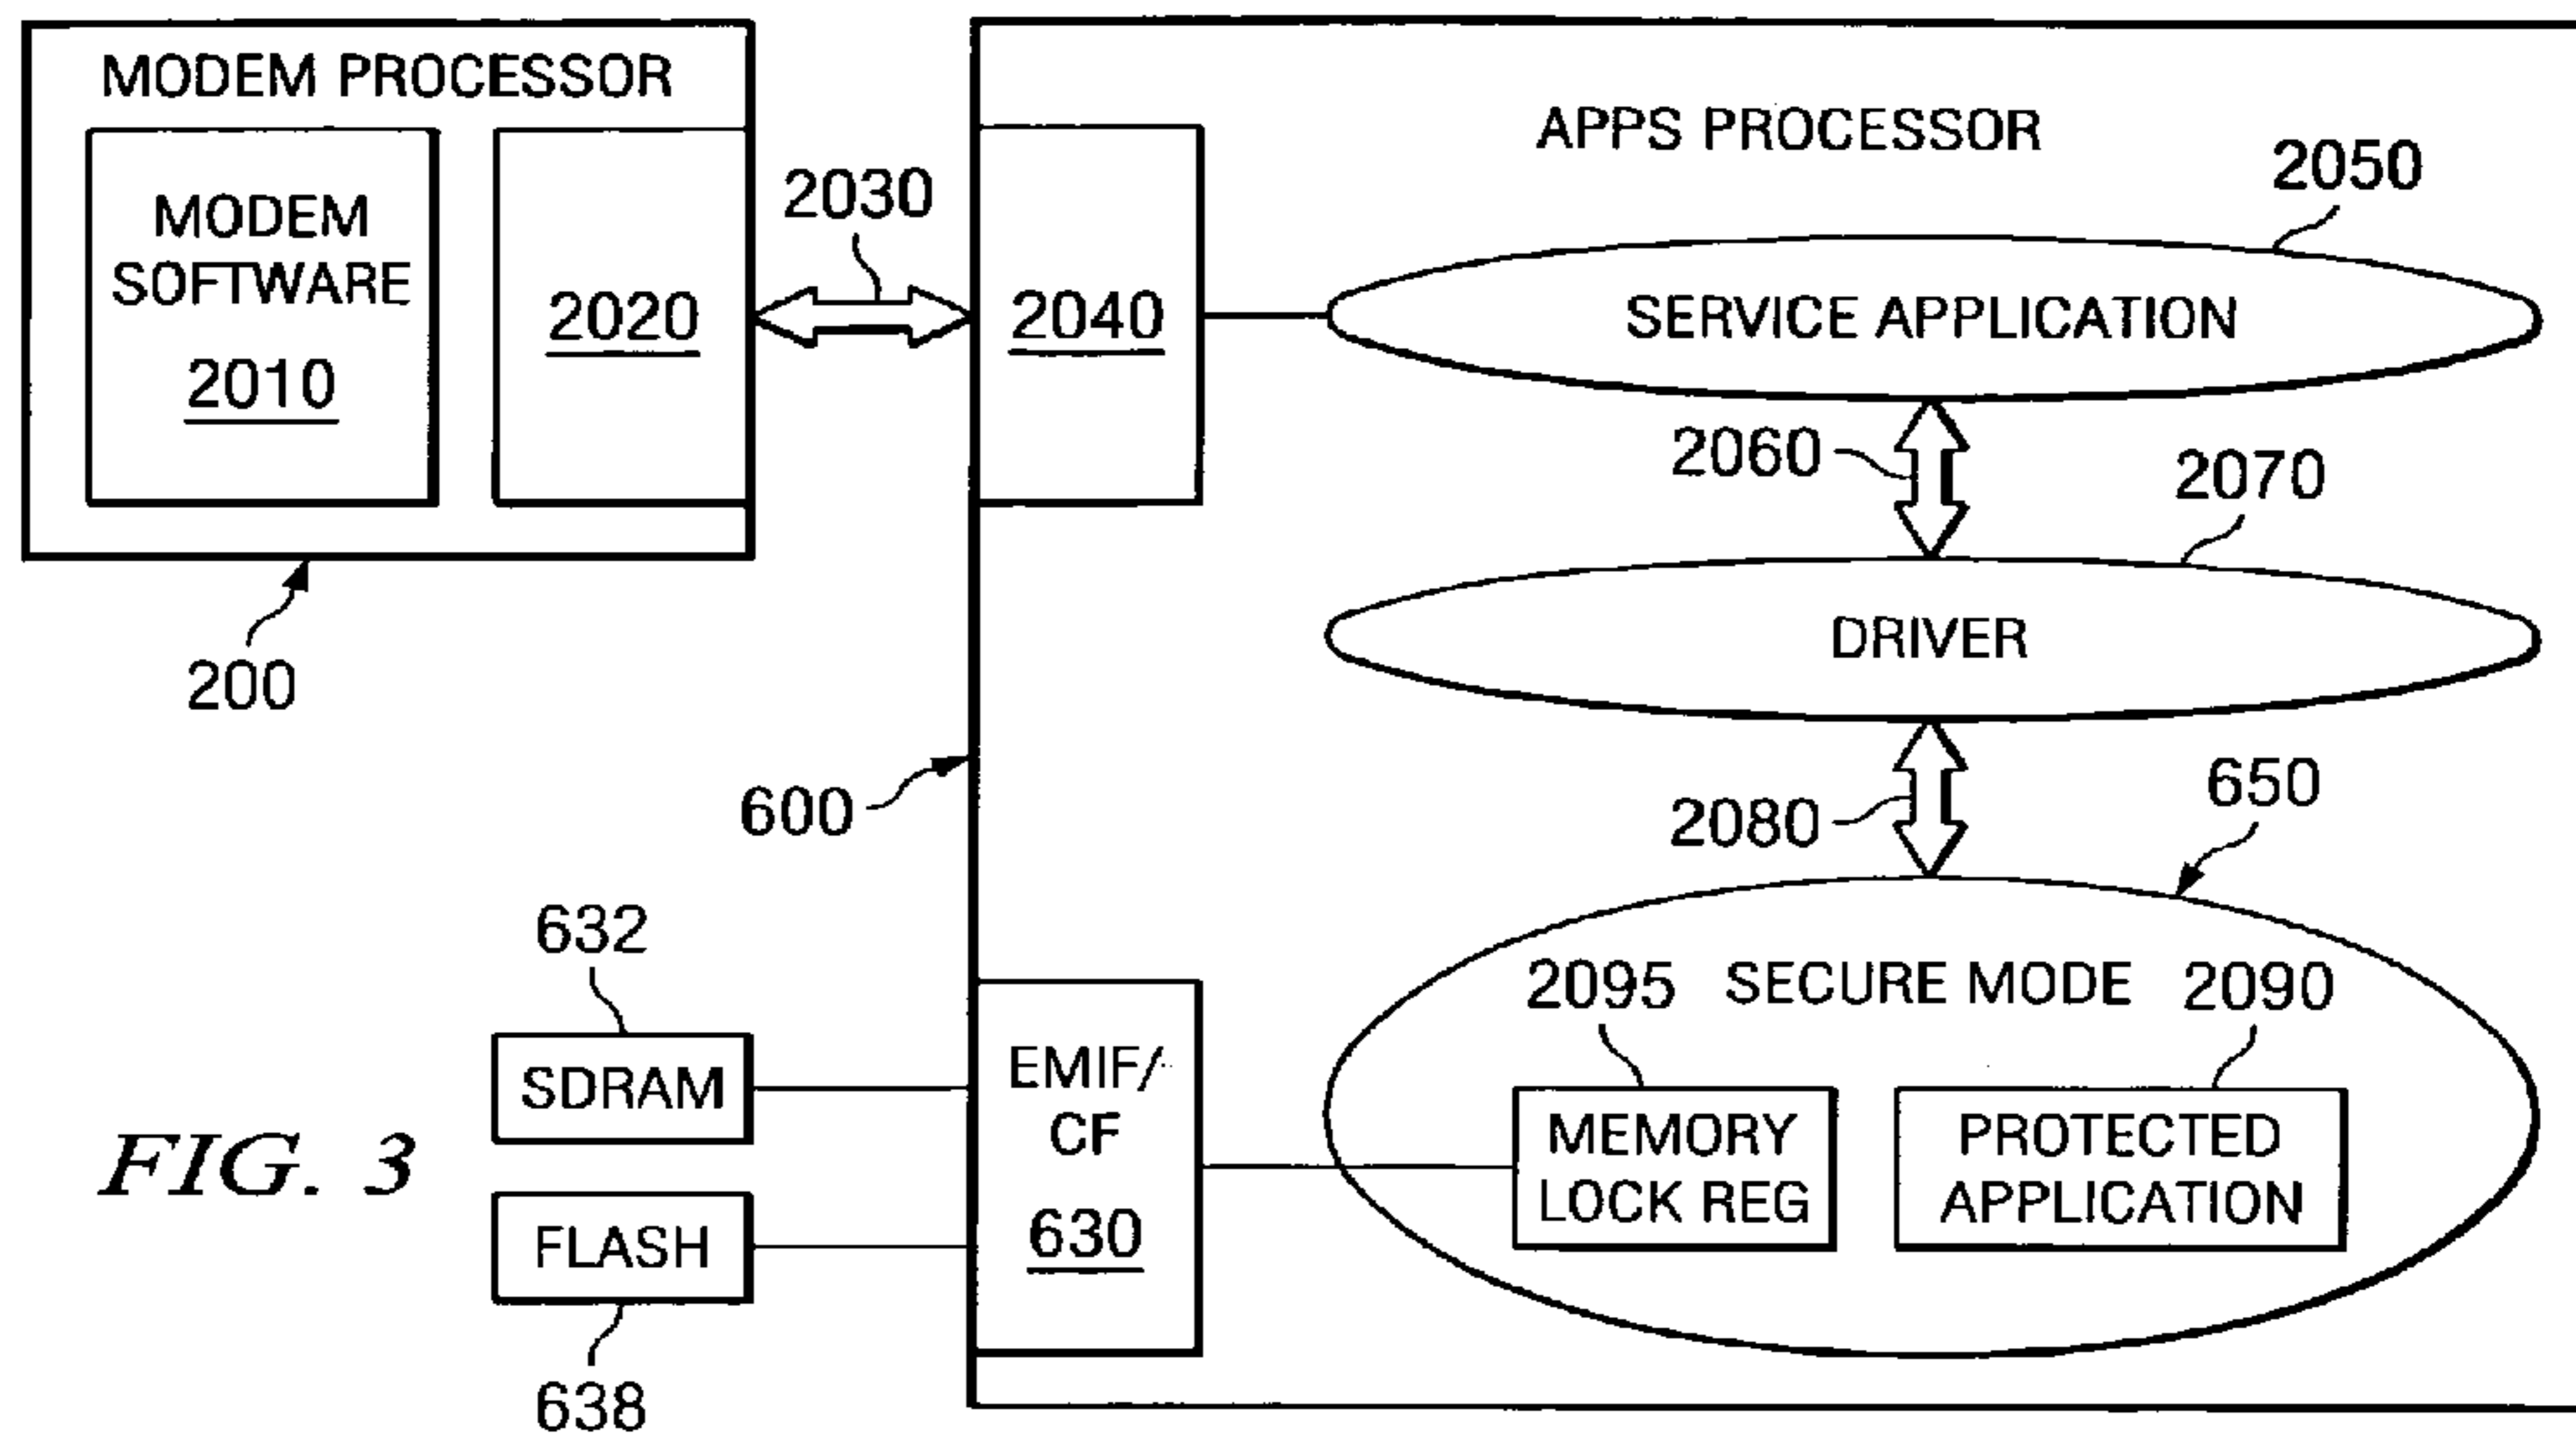 MODEM PROCESSOR
MODEM
SOFTWARE
2010
2020
2030
200
APPS PROCESSOR
2040
2050
SERVICE APPLICATION
2060
2070
DRIVER
600
2080
650
632
SDRAM
FLASH
638
EMIF/
CF
630
SECURE MODE
2095
2090
MEMORY
LOCK REG
PROTECTED
APPLICATION
FIG. 3